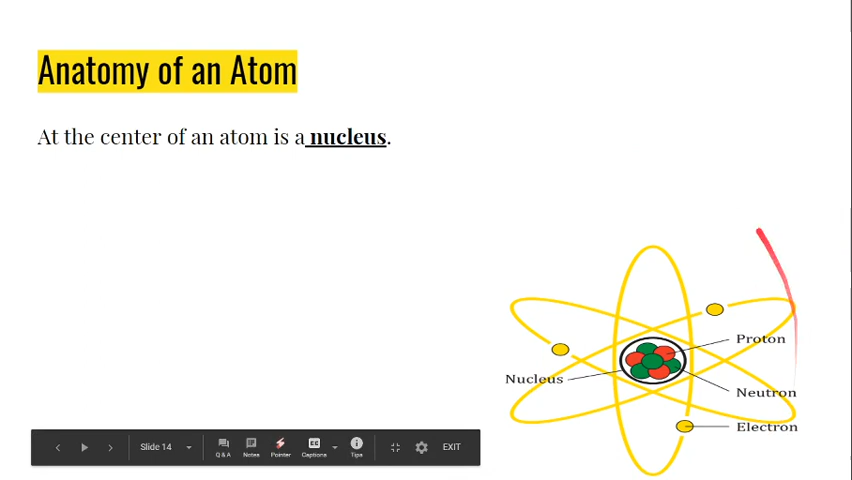 Anatomy of an Atom
At the center of an atom is a nucleus.
Proton
Nucleus
Neutron
Electron
Slide 14
Q & A
Notes
Pointer
CC
Captions
Tips
EXIT